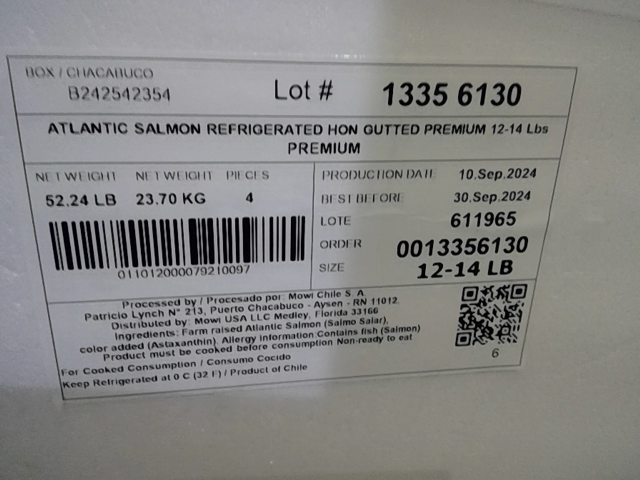 BOX / CHACABUCO
B242542354
Lot # 1335 6130
ATLANTIC SALMON REFRIGERATED HON GUTTED PREMIUM 12-14 Lbs
PREMIUM
NET WEIGHT NET WEIGHT PIECES
52.24 LB 23.70 KG 4
011012000079210097
PRODUCTION DATE 10.Sep.2024
BEST BEFORE 30.Sep.2024
LOTE 611965
ORDER 0013356130
SIZE 12-14 LB
Processed by / Procesado por: Mowi Chile S.A.
Patricio Lynch N° 213, Puerto Chacabuco - Aysen - RN 11012.
Distributed by: Mowi USA LLC Medley, Florida 33166
Ingredients: Farm raised Atlantic Salmon (Salmo Salar),
color added (Astaxanthin). Allergy information Contains fish (Salmon)
Product must be cooked before consumption Non-ready to eat
For Cooked Consumption / Consumo Cocido
Keep Refrigerated at 0 C (32 F) / Product of Chile
6